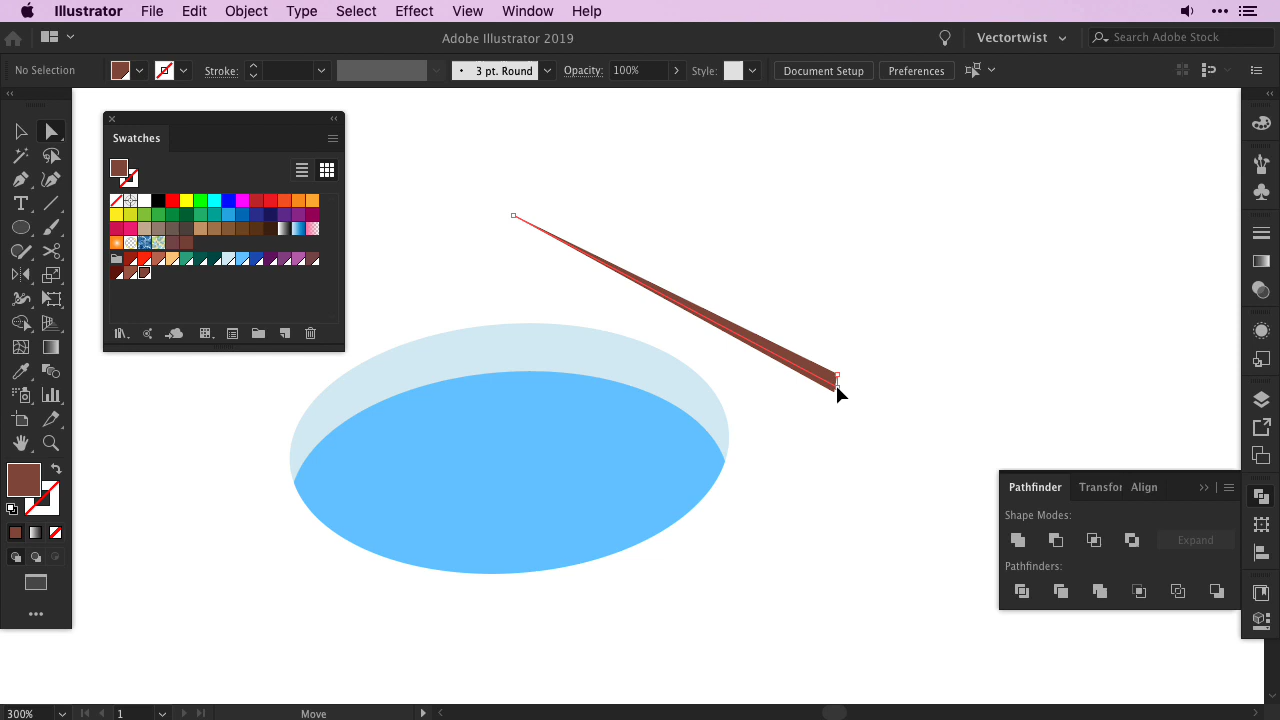 Illustrator File Edit Object Type Select Effect View Window Help
Adobe Illustrator 2019
Vectortwist
Search Adobe Stock
No Selection
Stroke:
3 pt. Round
Opacity: 100%
Style:
Document Setup
Preferences
Swatches
Pathfinder Transfor Align
Shape Modes:
Expand
Pathfinders:
300%
1
Move